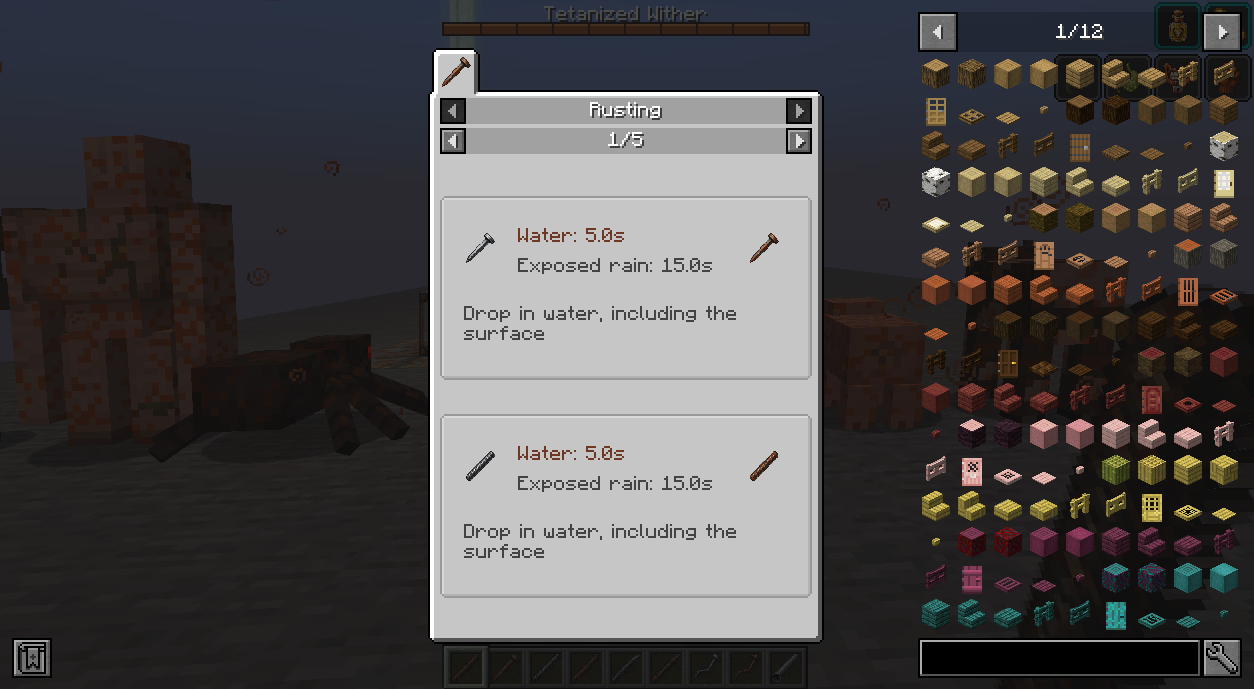 Tetanized Wither
1/12
Rusting
1/5
Water: 5.0s
Exposed rain: 15.0s
Drop in water, including the
surface
Water: 5.0s
Exposed rain: 15.0s
Drop in water, including the
surface